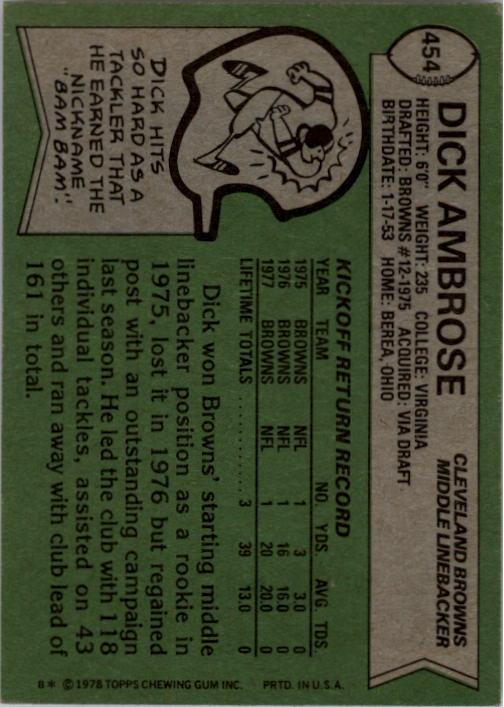 454
DICK AMBROSE
CLEVELAND BROWNS
MIDDLE LINEBACKER
HEIGHT: 6'0" WEIGHT: 235 COLLEGE: VIRGINIA
DRAFTED: BROWNS #12-1975 ACQUIRED: VIA DRAFT
BIRTHDATE: 1-17-53 HOME: BEREA, OHIO
DICK HITS
SO HARD AS A
TACKLER THAT
HE EARNED THE
NICKNAME
"BAM BAM".
KICKOFF RETURN RECORD
YEAR TEAM NO. YDS. AVG. TDS.
1975 BROWNS NFL 1 3 3.0 0
1976 BROWNS NFL 1 16 16.0 0
1977 BROWNS NFL 1 20 20.0 0
LIFETIME TOTALS .......... 3 39 13.0 0
Dick won Browns' starting middle
linebacker position as a rookie in
1975, lost it in 1976 but regained
post with an outstanding campaign
last season. He led the club with 118
individual tackles, assisted on 43
others and ran away with club lead of
161 in total.
8* © 1978 TOPPS CHEWING GUM INC. PRTD. IN U.S.A.